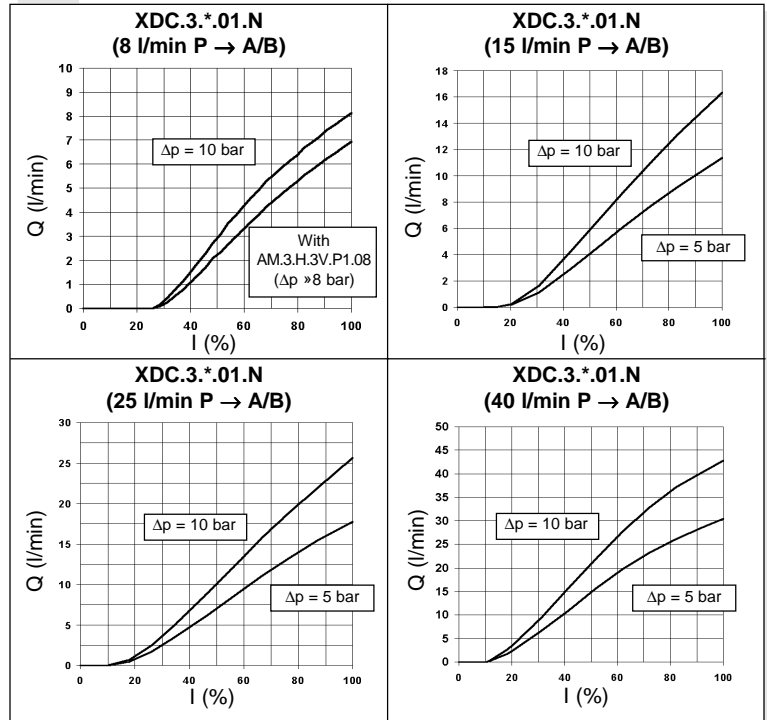 XDC.3.*.01.N
(8 l/min P → A/B)
10
9
8
7
6
5
4
3
2
1
0
Q (l/min)
Δp = 10 bar
With
AM.3.H.3V.P1.08
(Δp »8 bar)
0 20 40 60 80 100
I (%)
XDC.3.*.01.N
(15 l/min P → A/B)
18
16
14
12
10
8
6
4
2
0
Q (l/min)
Δp = 10 bar
Δp = 5 bar
0 20 40 60 80 100
I (%)
XDC.3.*.01.N
(25 l/min P → A/B)
30
25
20
15
10
5
0
Q (l/min)
Δp = 10 bar
Δp = 5 bar
0 20 40 60 80 100
I (%)
XDC.3.*.01.N
(40 l/min P → A/B)
50
45
40
35
30
25
20
15
10
5
0
Q (l/min)
Δp = 10 bar
Δp = 5 bar
0 20 40 60 80 100
I (%)